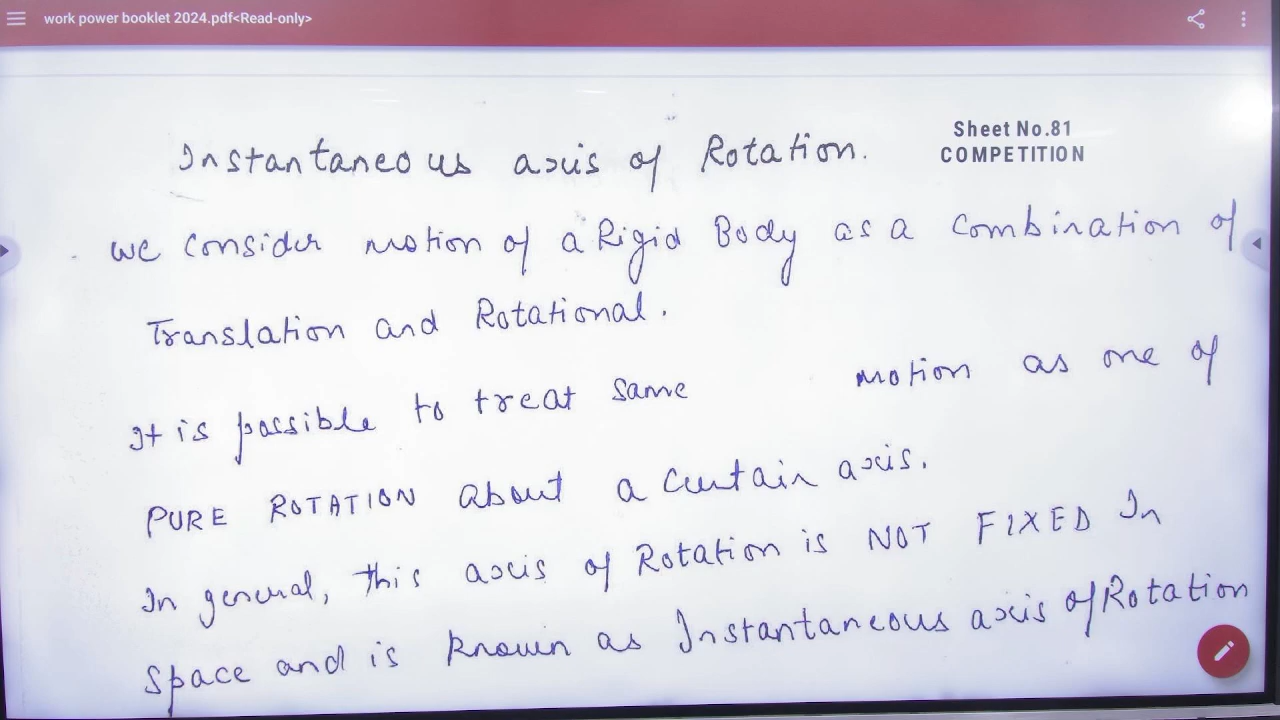 work power booklet 2024.pdf<Read-only>
Sheet No.81
COMPETITION
Instantaneous axis of Rotation.
we consider motion of a Rigid Body as a combination of
Translation and Rotational.
It is possible to treat same motion as one of
PURE ROTATION about a certain axis.
In general, this axis of Rotation is NOT FIXED In
space and is known as Instantaneous axis of Rotation